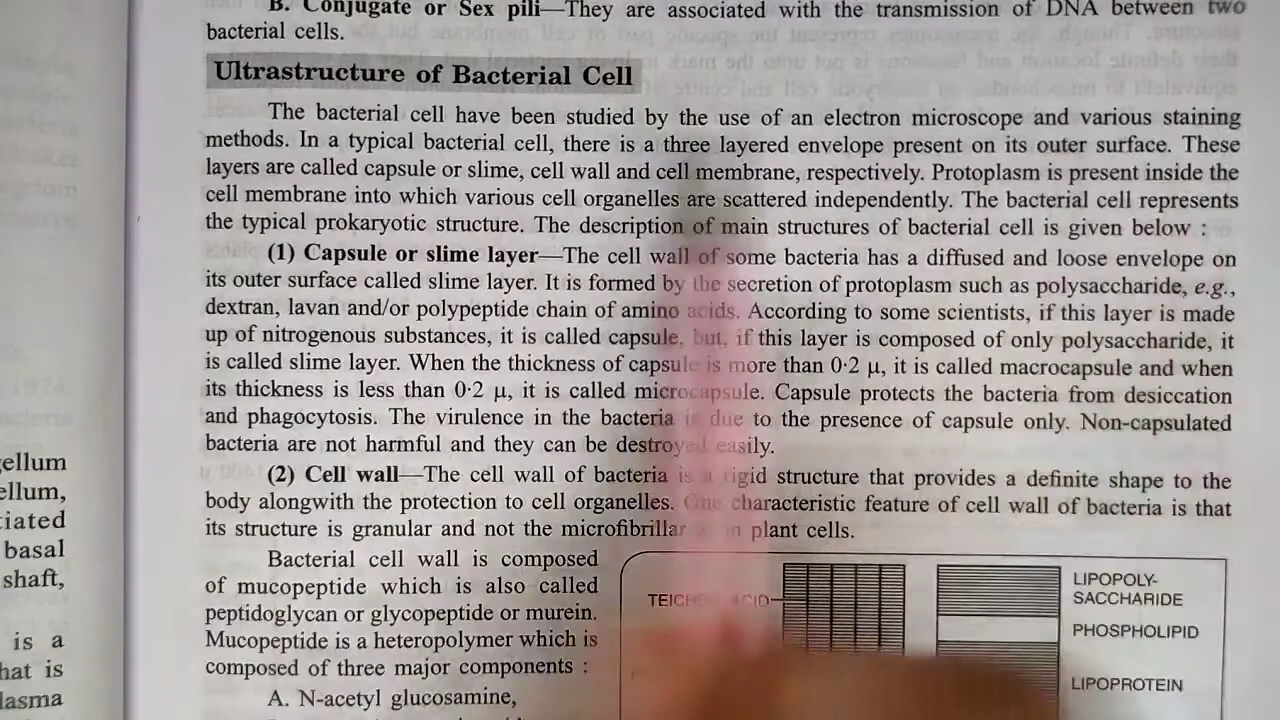 B. Conjugate or Sex pili—They are associated with the transmission of DNA between two
bacterial cells.
Ultrastructure of Bacterial Cell
The bacterial cell have been studied by the use of an electron microscope and various staining
methods. In a typical bacterial cell, there is a three layered envelope present on its outer surface. These
layers are called capsule or slime, cell wall and cell membrane, respectively. Protoplasm is present inside the
cell membrane into which various cell organelles are scattered independently. The bacterial cell represents
the typical prokaryotic structure. The description of main structures of bacterial cell is given below :
(1) Capsule or slime layer—The cell wall of some bacteria has a diffused and loose envelope on
its outer surface called slime layer. It is formed by the secretion of protoplasm such as polysaccharide, e.g.,
dextran, lavan and/or polypeptide chain of amino acids. According to some scientists, if this layer is made
up of nitrogenous substances, it is called capsule, but, if this layer is composed of only polysaccharide, it
is called slime layer. When the thickness of capsule is more than 0·2 μ, it is called macrocapsule and when
its thickness is less than 0·2 μ, it is called microcapsule. Capsule protects the bacteria from desiccation
and phagocytosis. The virulence in the bacteria is due to the presence of capsule only. Non-capsulated
bacteria are not harmful and they can be destroyed easily.
(2) Cell wall—The cell wall of bacteria is a rigid structure that provides a definite shape to the
body alongwith the protection to cell organelles. One characteristic feature of cell wall of bacteria is that
its structure is granular and not the microfibrillar in plant cells.
Bacterial cell wall is composed
of mucopeptide which is also called
peptidoglycan or glycopeptide or murein.
Mucopeptide is a heteropolymer which is
composed of three major components :
A. N-acetyl glucosamine,
TEICHOIC ACID
LIPOPOLY-
SACCHARIDE
PHOSPHOLIPID
LIPOPROTEIN
ellum,
basal
shaft,
is a